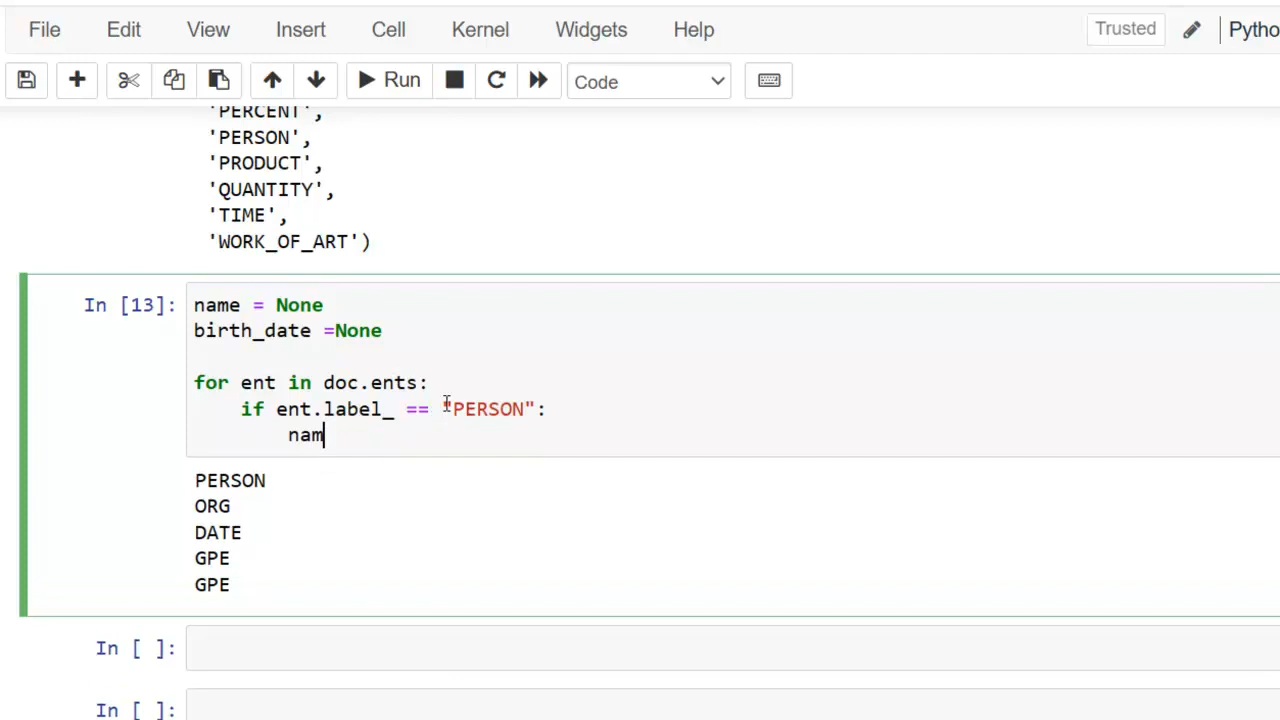 File Edit View Insert Cell Kernel Widgets Help Trusted Pytho
Run Code
'PERCENT',
'PERSON',
'PRODUCT',
'QUANTITY',
'TIME',
'WORK_OF_ART')
In [13]: name = None
birth_date =None
for ent in doc.ents:
if ent.label_ == "PERSON":
nam
PERSON
ORG
DATE
GPE
GPE
In [ ]:
In [ ]: